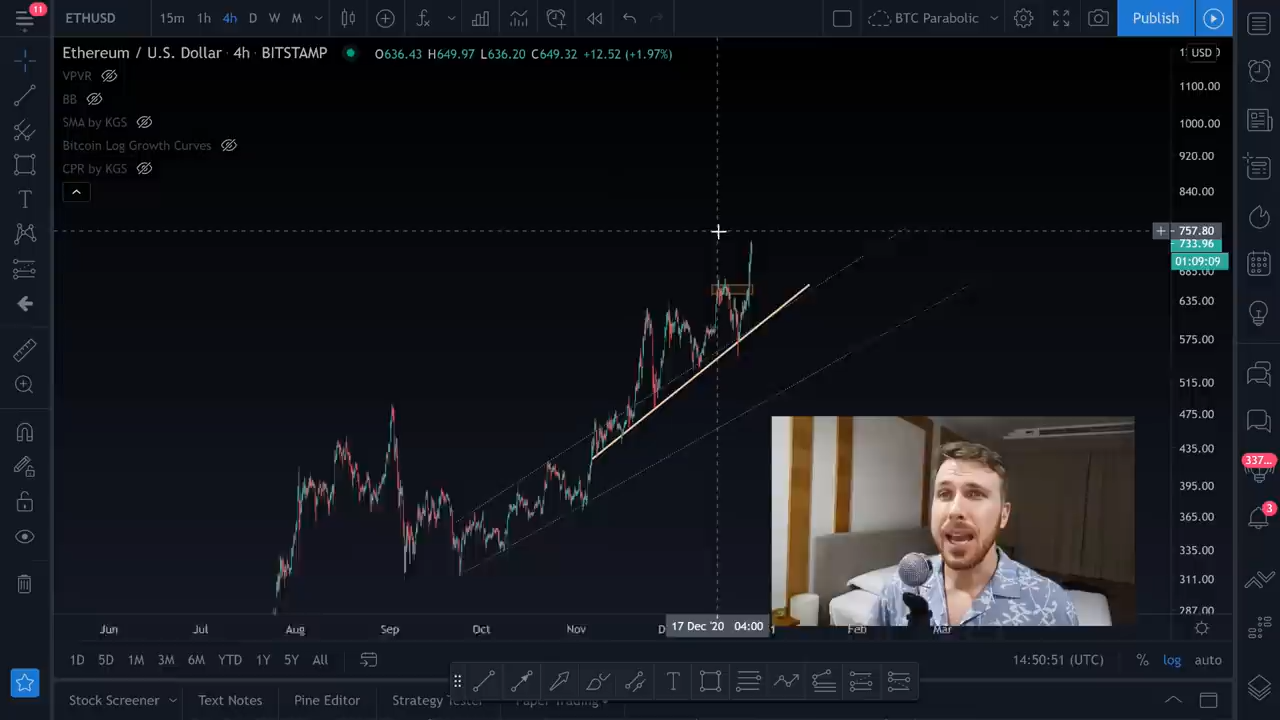 11
ETHUSD
15m 1h 4h D W M
BTC Parabolic
Publish
Ethereum / U.S. Dollar · 4h · BITSTAMP
O636.43 H649.97 L636.20 C649.32 +12.52 (+1.97%)
USD
VPVR
BB
SMA by KGS
Bitcoin Log Growth Curves
CPR by KGS
1100.00
1000.00
920.00
840.00
757.80
733.96
01:09:09
685.00
635.00
575.00
515.00
475.00
435.00
395.00
365.00
335.00
311.00
287.00
337...
3
Jun Jul Aug Sep Oct Nov 17 Dec '20 04:00 Feb Mar
1D 5D 1M 3M 6M YTD 1Y 5Y All
14:50:51 (UTC) % log auto
Stock Screener Text Notes Pine Editor Strategy Tester Paper Trading